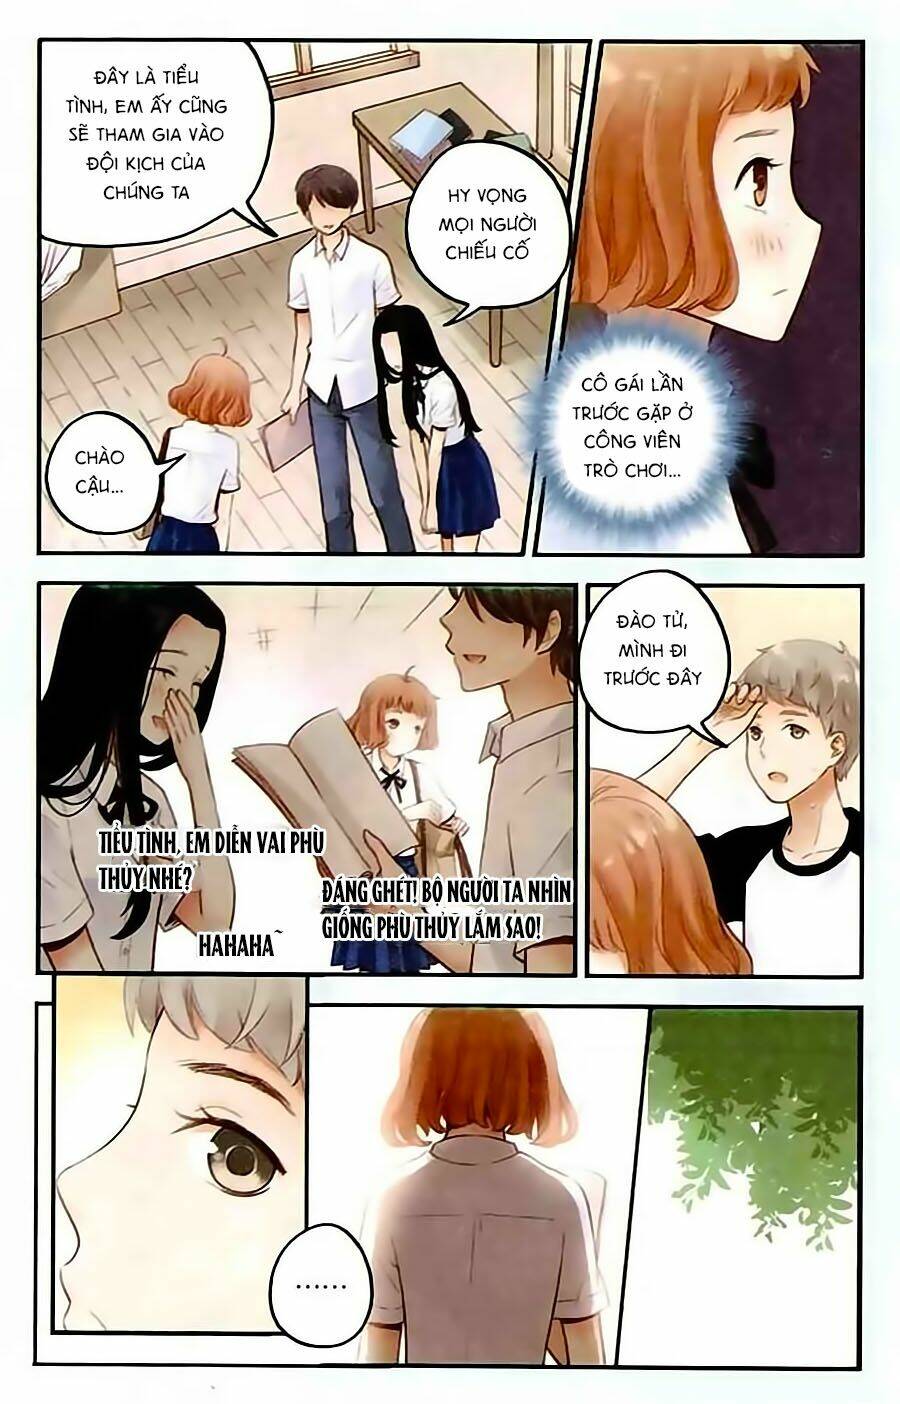 ĐÂY LÀ TIỂU
TÌNH, EM ẤY CŨNG
SẼ THAM GIA VÀO
ĐỘI KỊCH CỦA
CHÚNG TA
HY VỌNG
MỌI NGƯỜI
CHIẾU CỐ
CHÀO
CẬU...
CÔ GÁI LẦN
TRƯỚC GẶP Ở
CÔNG VIÊN
TRÒ CHƠI...
TIỂU TÌNH, EM DIỄN VAI PHÙ
THỦY NHÉ?
ĐÁNG GHÉT! BỘ NGƯỜI TA NHÌN
GIỐNG PHÙ THỦY LẮM SAO!
HAHAHA~
ĐÀO TỬ,
MÌNH ĐI
TRƯỚC ĐÂY
......